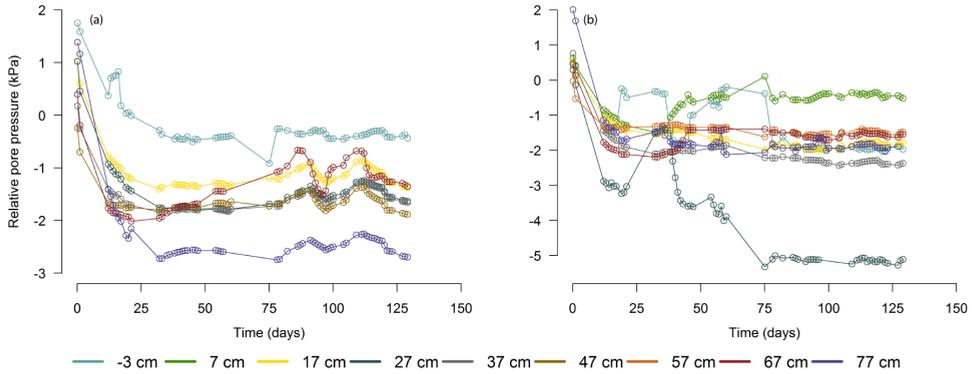 (a)
Relative pore pressure (kPa)
2
1
0
-1
-2
-3
0 25 50 75 100 125 150
Time (days)
(b)
2
1
0
-1
-2
-3
-4
-5
0 25 50 75 100 125 150
Time (days)
-3 cm 7 cm 17 cm 27 cm 37 cm 47 cm 57 cm 67 cm 77 cm